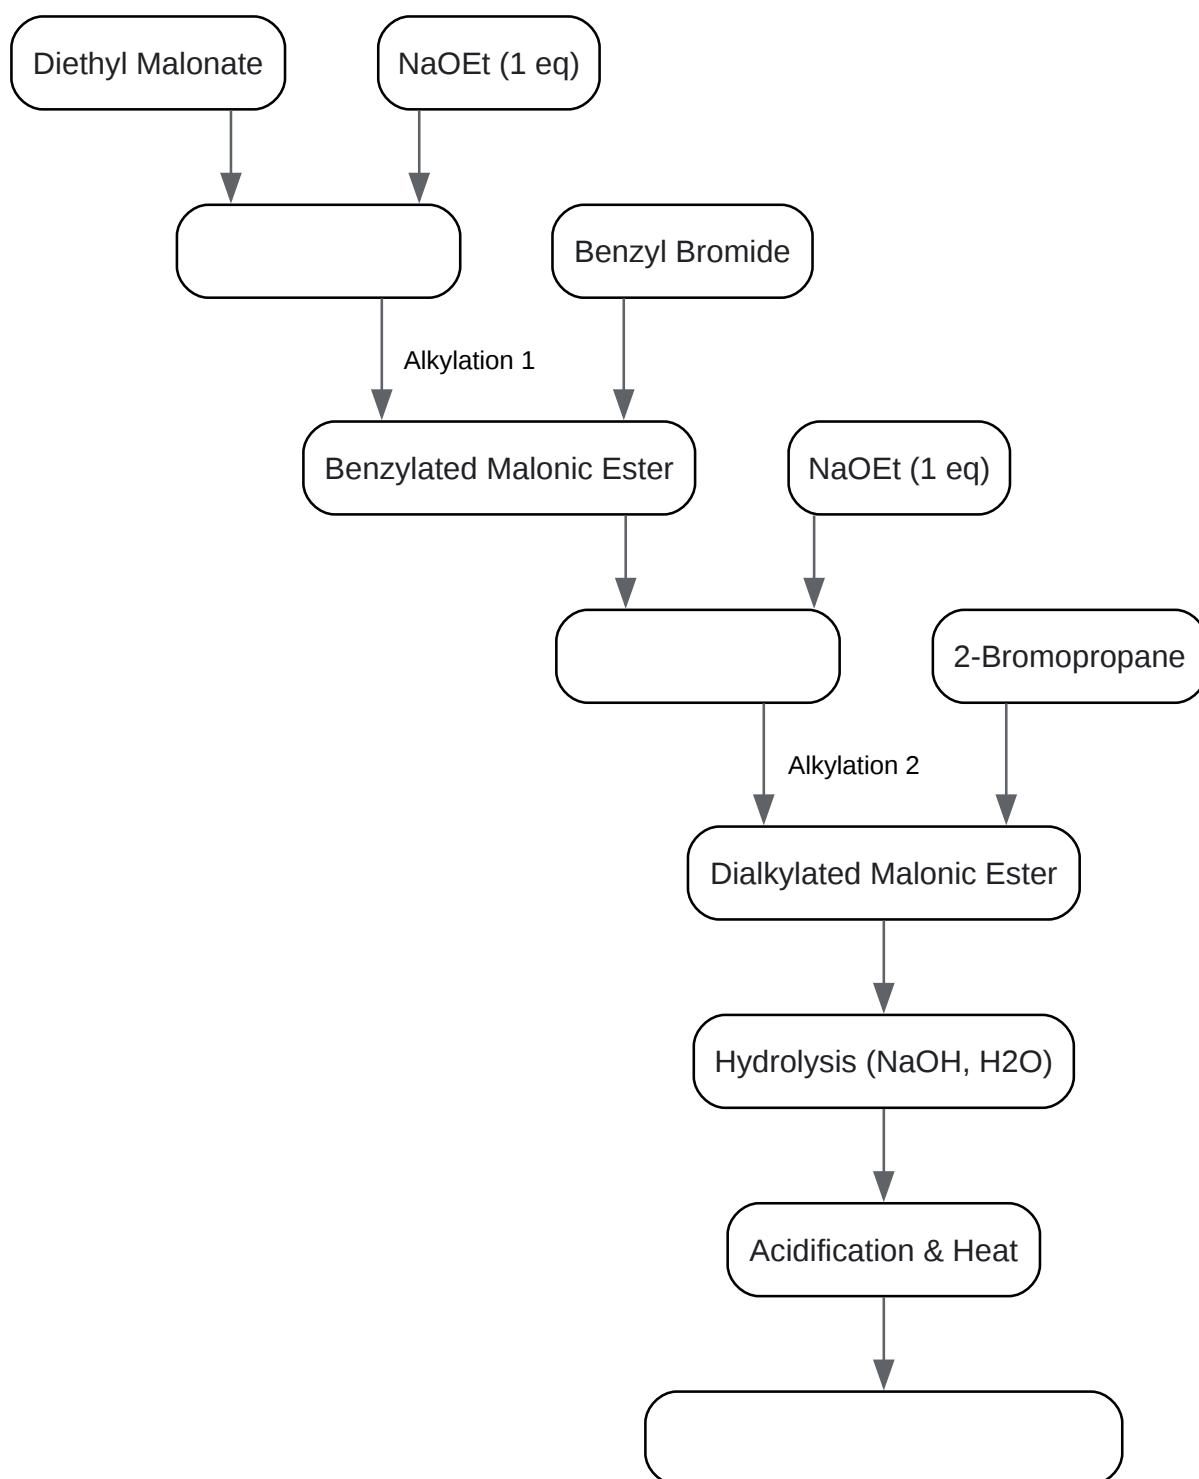 Diethyl Malonate
NaOEt (1 eq)
Benzyl Bromide
Alkylation 1
Benzylated Malonic Ester
NaOEt (1 eq)
2-Bromopropane
Alkylation 2
Dialkylated Malonic Ester
Hydrolysis (NaOH, H2O)
Acidification & Heat